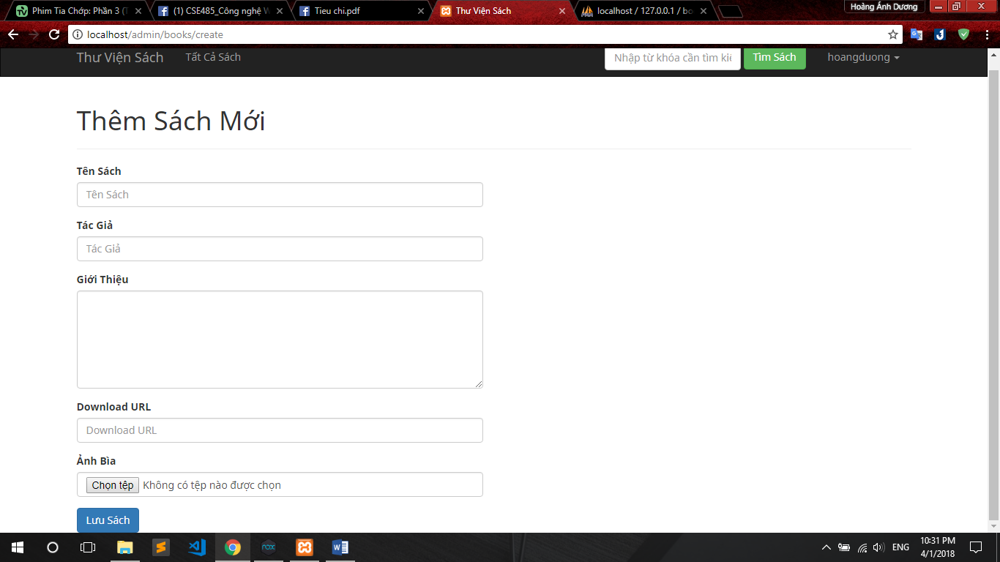 Phim Tia Chớp: Phần 3 (T
(1) CSE485_Công nghệ W
Tieu chi.pdf
Thư Viện Sách
localhost / 127.0.0.1 / bo
Hoàng Ánh Dương
localhost/admin/books/create
Thư Viện Sách
Tất Cả Sách
Nhập từ khóa cần tìm kiế
Tìm Sách
hoangduong
Thêm Sách Mới
Tên Sách
Tên Sách
Tác Giả
Tác Giả
Giới Thiệu
Download URL
Download URL
Ảnh Bìa
Chọn tệp Không có tệp nào được chọn
Lưu Sách
nox
ENG
10:31 PM
4/1/2018